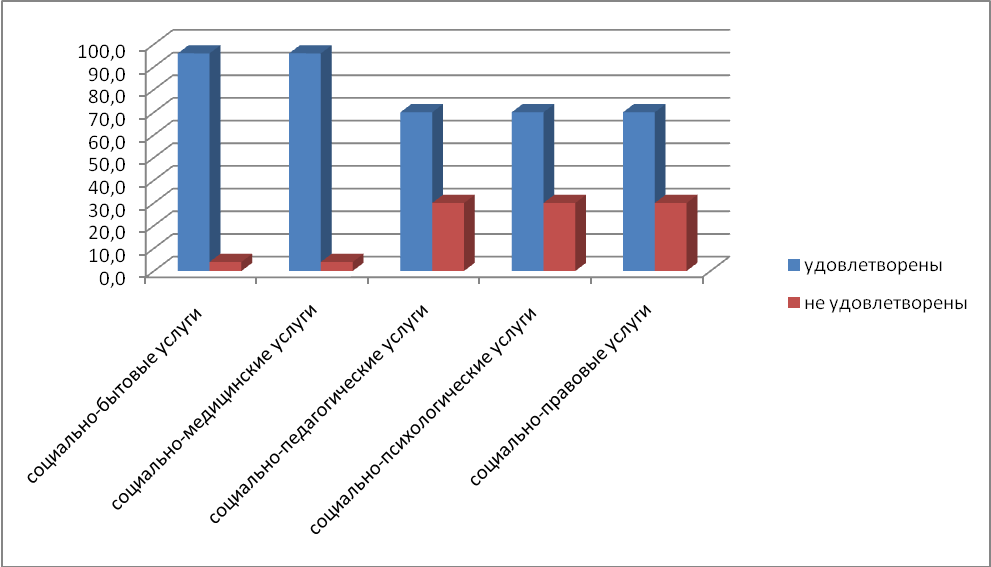 100,0
90,0
80,0
70,0
60,0
50,0
40,0
30,0
20,0
10,0
0,0
социально-бытовые услуги
социально-медицинские услуги
социально-педагогические услуги
социально-психологические услуги
социально-правовые услуги
удовлетворены
не удовлетворены